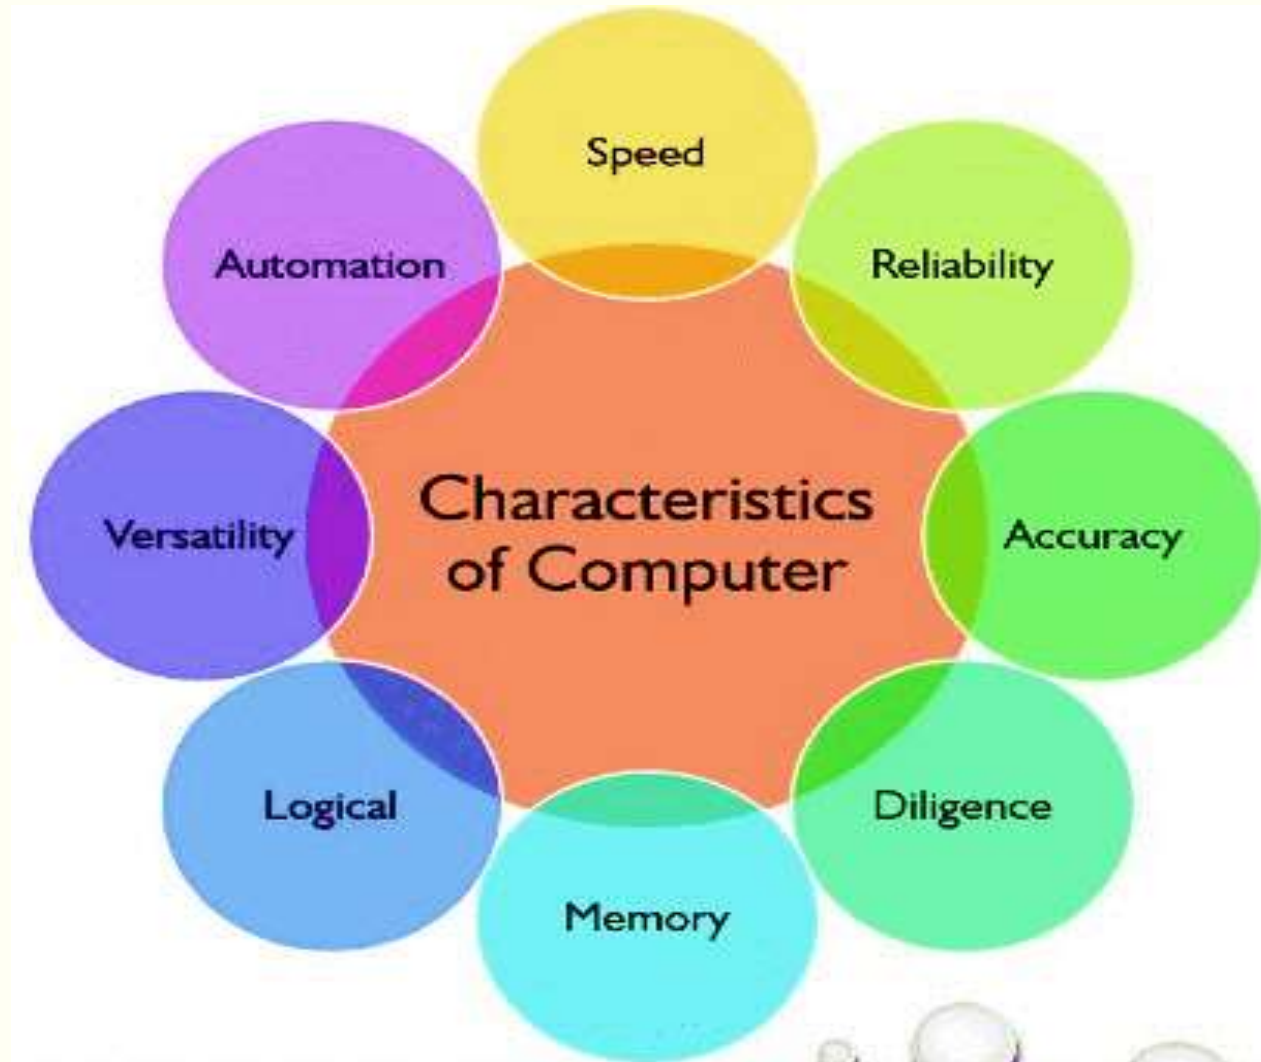 Speed
Automation
Reliability
Characteristics
of Computer
Versatility
Accuracy
Logical
Diligence
Memory